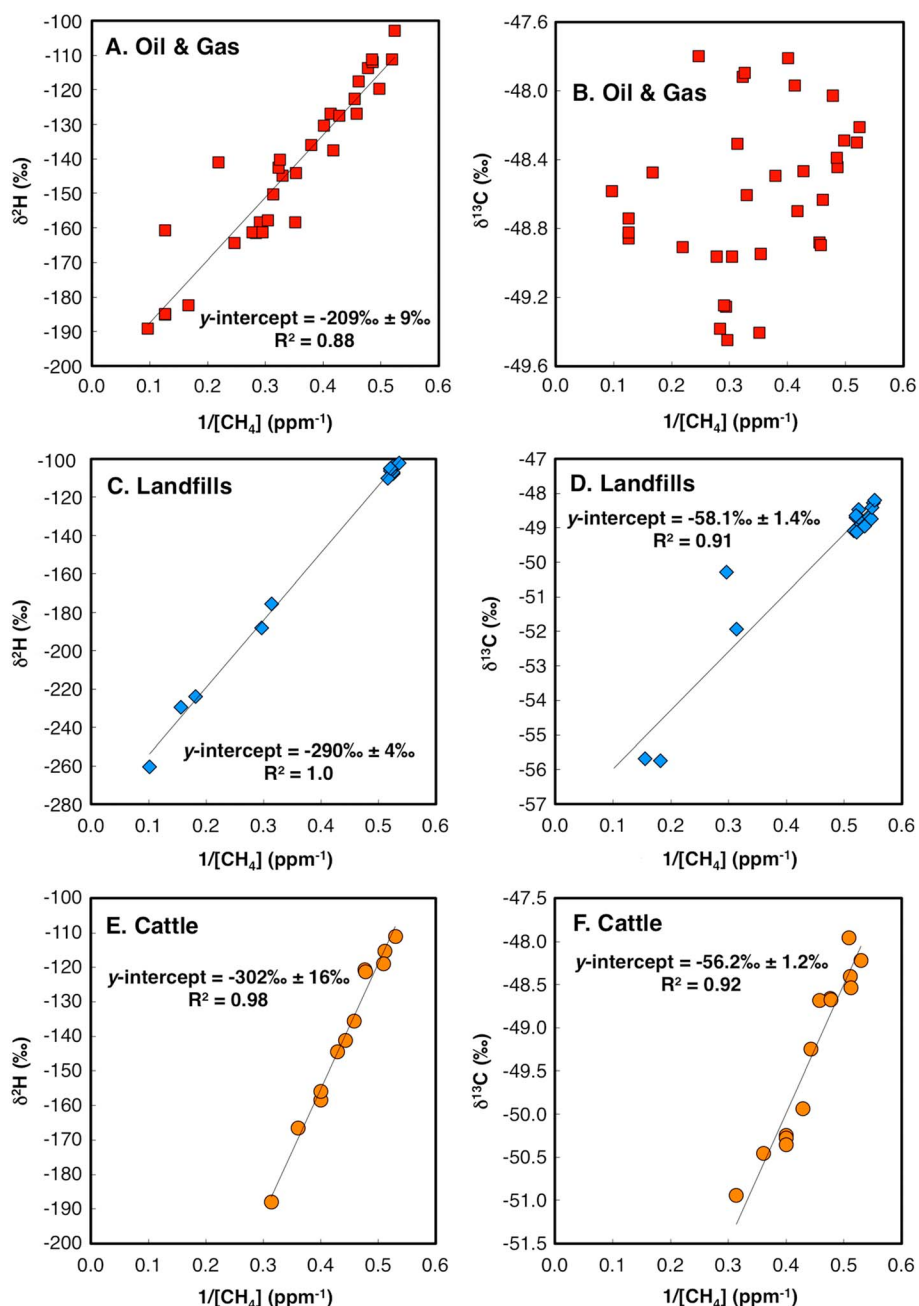 A. Oil & Gas
-100
-110
-120
-130
-140
-150
-160
-170
-180
-190
-200
δ²H (‰)
y-intercept = -209‰ ± 9‰
R² = 0.88
0.0 0.1 0.2 0.3 0.4 0.5 0.6
1/[CH₄] (ppm⁻¹)
B. Oil & Gas
-47.6
-48.0
-48.4
-48.8
-49.2
-49.6
δ¹³C (‰)
0.0 0.1 0.2 0.3 0.4 0.5 0.6
1/[CH₄] (ppm⁻¹)
C. Landfills
-100
-120
-140
-160
-180
-200
-220
-240
-260
-280
δ²H (‰)
y-intercept = -290‰ ± 4‰
R² = 1.0
0.0 0.1 0.2 0.3 0.4 0.5 0.6
1/[CH₄] (ppm⁻¹)
D. Landfills
-47
-48
-49
-50
-51
-52
-53
-54
-55
-56
-57
δ¹³C (‰)
y-intercept = -58.1‰ ± 1.4‰
R² = 0.91
0.0 0.1 0.2 0.3 0.4 0.5 0.6
1/[CH₄] (ppm⁻¹)
E. Cattle
-100
-110
-120
-130
-140
-150
-160
-170
-180
-190
-200
δ²H (‰)
y-intercept = -302‰ ± 16‰
R² = 0.98
0.0 0.1 0.2 0.3 0.4 0.5 0.6
1/[CH₄] (ppm⁻¹)
F. Cattle
-47.5
-48.0
-48.5
-49.0
-49.5
-50.0
-50.5
-51.0
-51.5
δ¹³C (‰)
y-intercept = -56.2‰ ± 1.2‰
R² = 0.92
0.0 0.1 0.2 0.3 0.4 0.5 0.6
1/[CH₄] (ppm⁻¹)